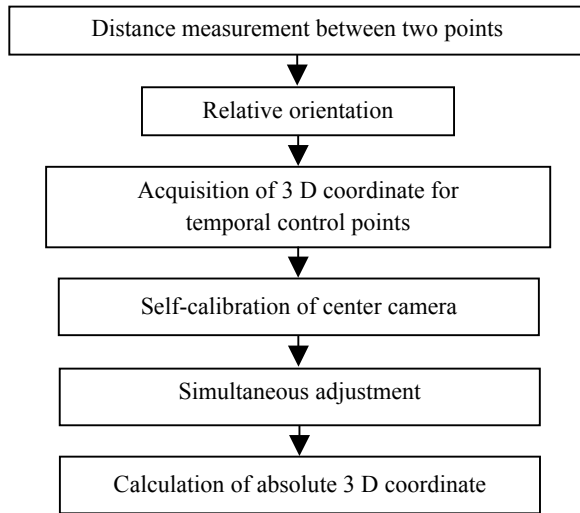 Distance measurement between two points
Relative orientation
Acquisition of 3 D coordinate for
temporal control points
Self-calibration of center camera
Simultaneous adjustment
Calculation of absolute 3 D coordinate